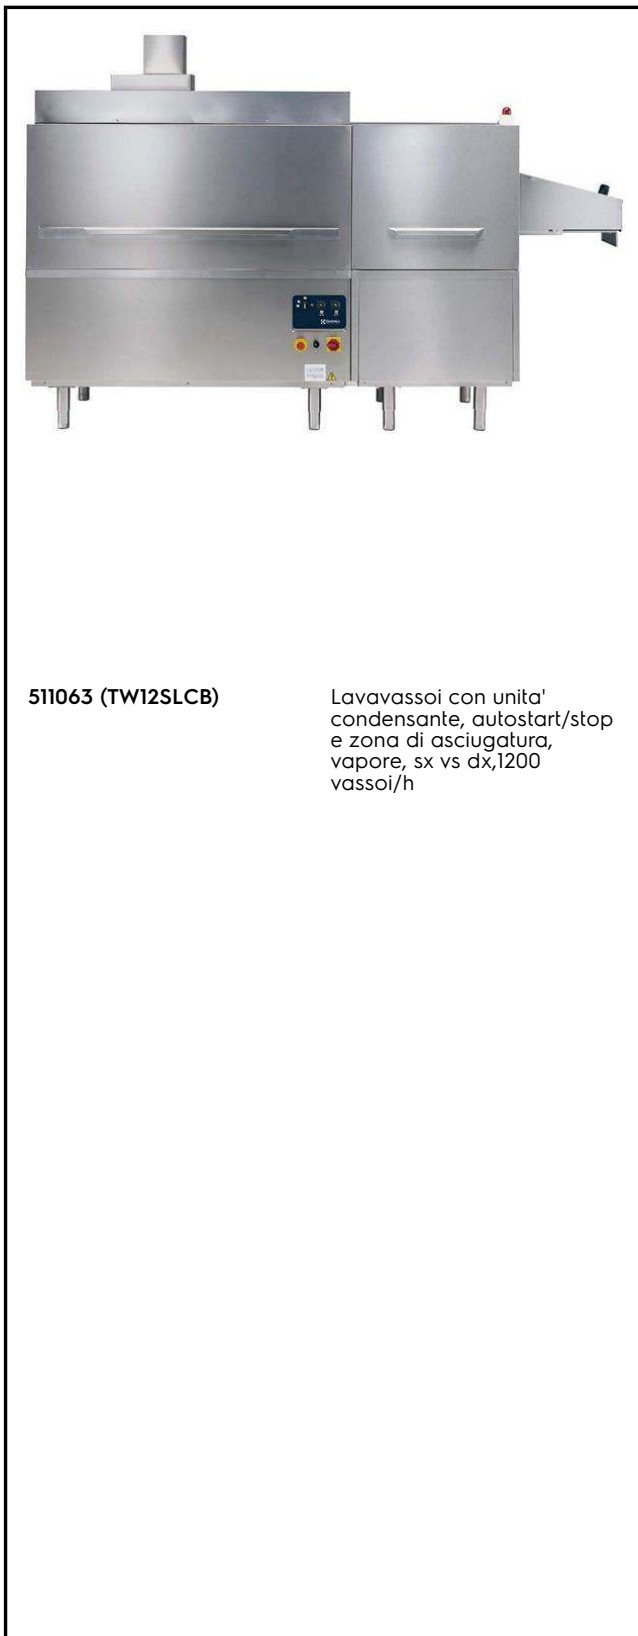 511063 (TW12SLCB)
Lavavassoi con unita'
condensante, autostart/stop
e zona di asciugatura,
vapore, sx vs dx,1200
vassoi/h